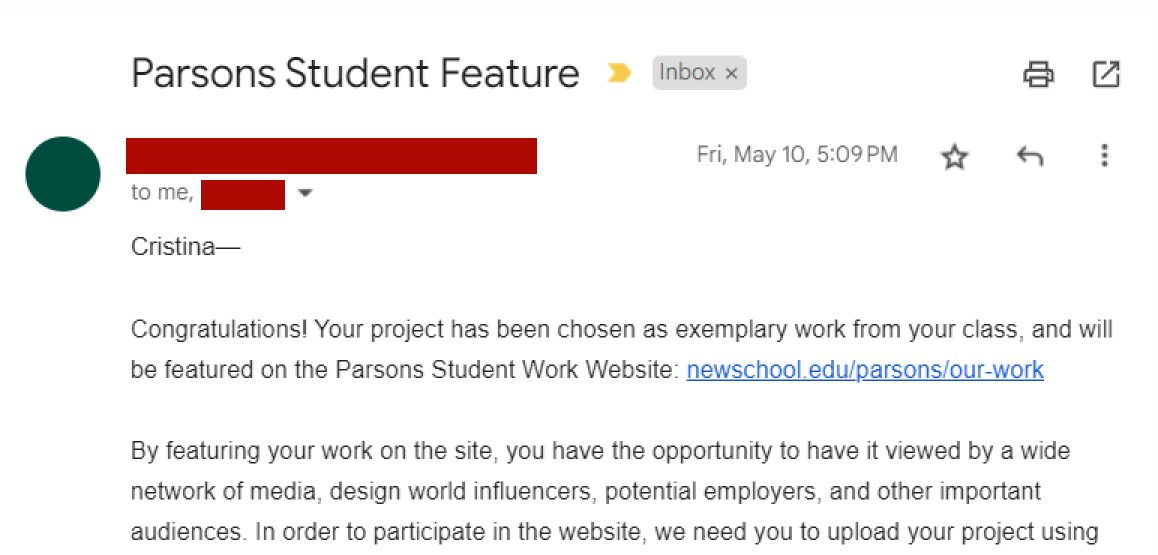 Parsons Student Feature Inbox ×
Fri, May 10, 5:09 PM
to me,
Cristina—
Congratulations! Your project has been chosen as exemplary work from your class, and will
be featured on the Parsons Student Work Website: newschool.edu/parsons/our-work
By featuring your work on the site, you have the opportunity to have it viewed by a wide
network of media, design world influencers, potential employers, and other important
audiences. In order to participate in the website, we need you to upload your project using